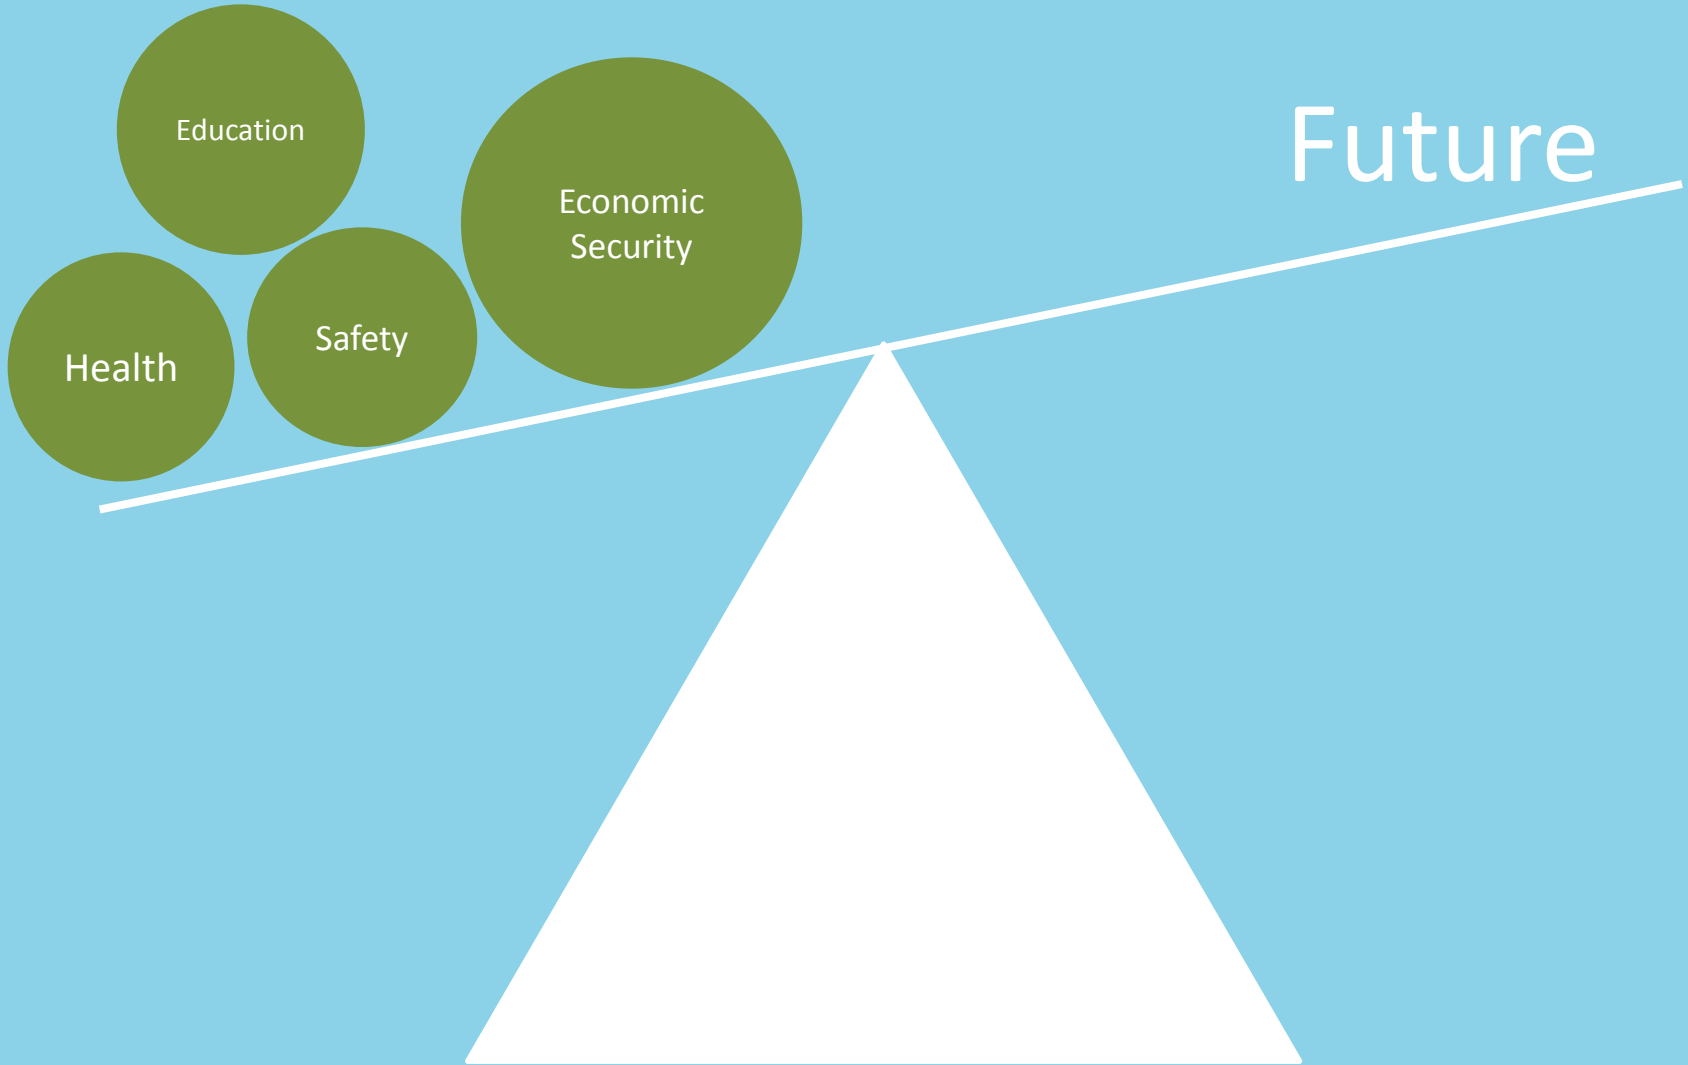 Education
Economic
Security
Health
Safety
Future